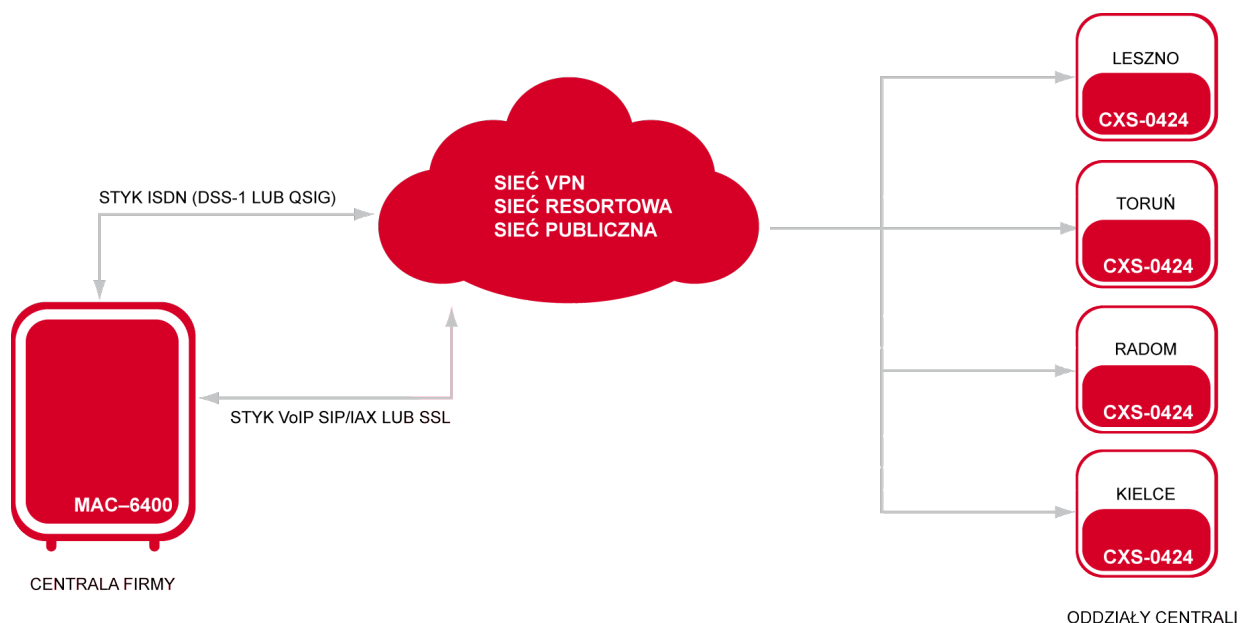 STYK ISDN (DSS-1 LUB QSIG)
SIEĆ VPN
SIEĆ RESORTOWA
SIEĆ PUBLICZNA
STYK VoIP SIP/IAX LUB SSL
MAC–6400
CENTRALA FIRMY
LESZNO
CXS-0424
TORUŃ
CXS-0424
RADOM
CXS-0424
KIELCE
CXS-0424
ODDZIAŁY CENTRALI